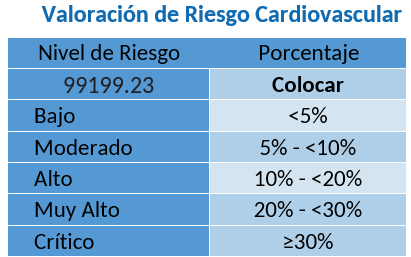 Valoración de Riesgo Cardiovascular
Nivel de Riesgo Porcentaje
99199.23 Colocar
Bajo <5%
Moderado 5% - <10%
Alto 10% - <20%
Muy Alto 20% - <30%
Crítico ≥30%